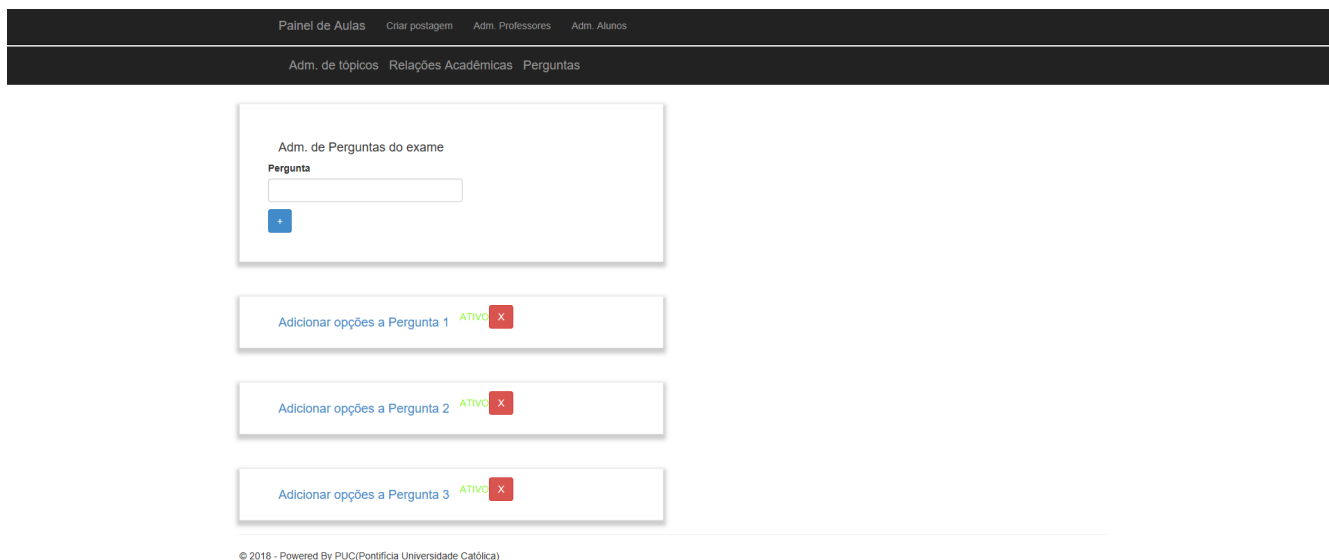 Painel de Aulas Criar postagem Adm. Professores Adm. Alunos
Adm. de tópicos Relações Acadêmicas Perguntas
Adm. de Perguntas do exame
Pergunta
+
Adicionar opções a Pergunta 1 ATIVO X
Adicionar opções a Pergunta 2 ATIVO X
Adicionar opções a Pergunta 3 ATIVO X
© 2018 - Powered By PUC(Pontifícia Universidade Católica)